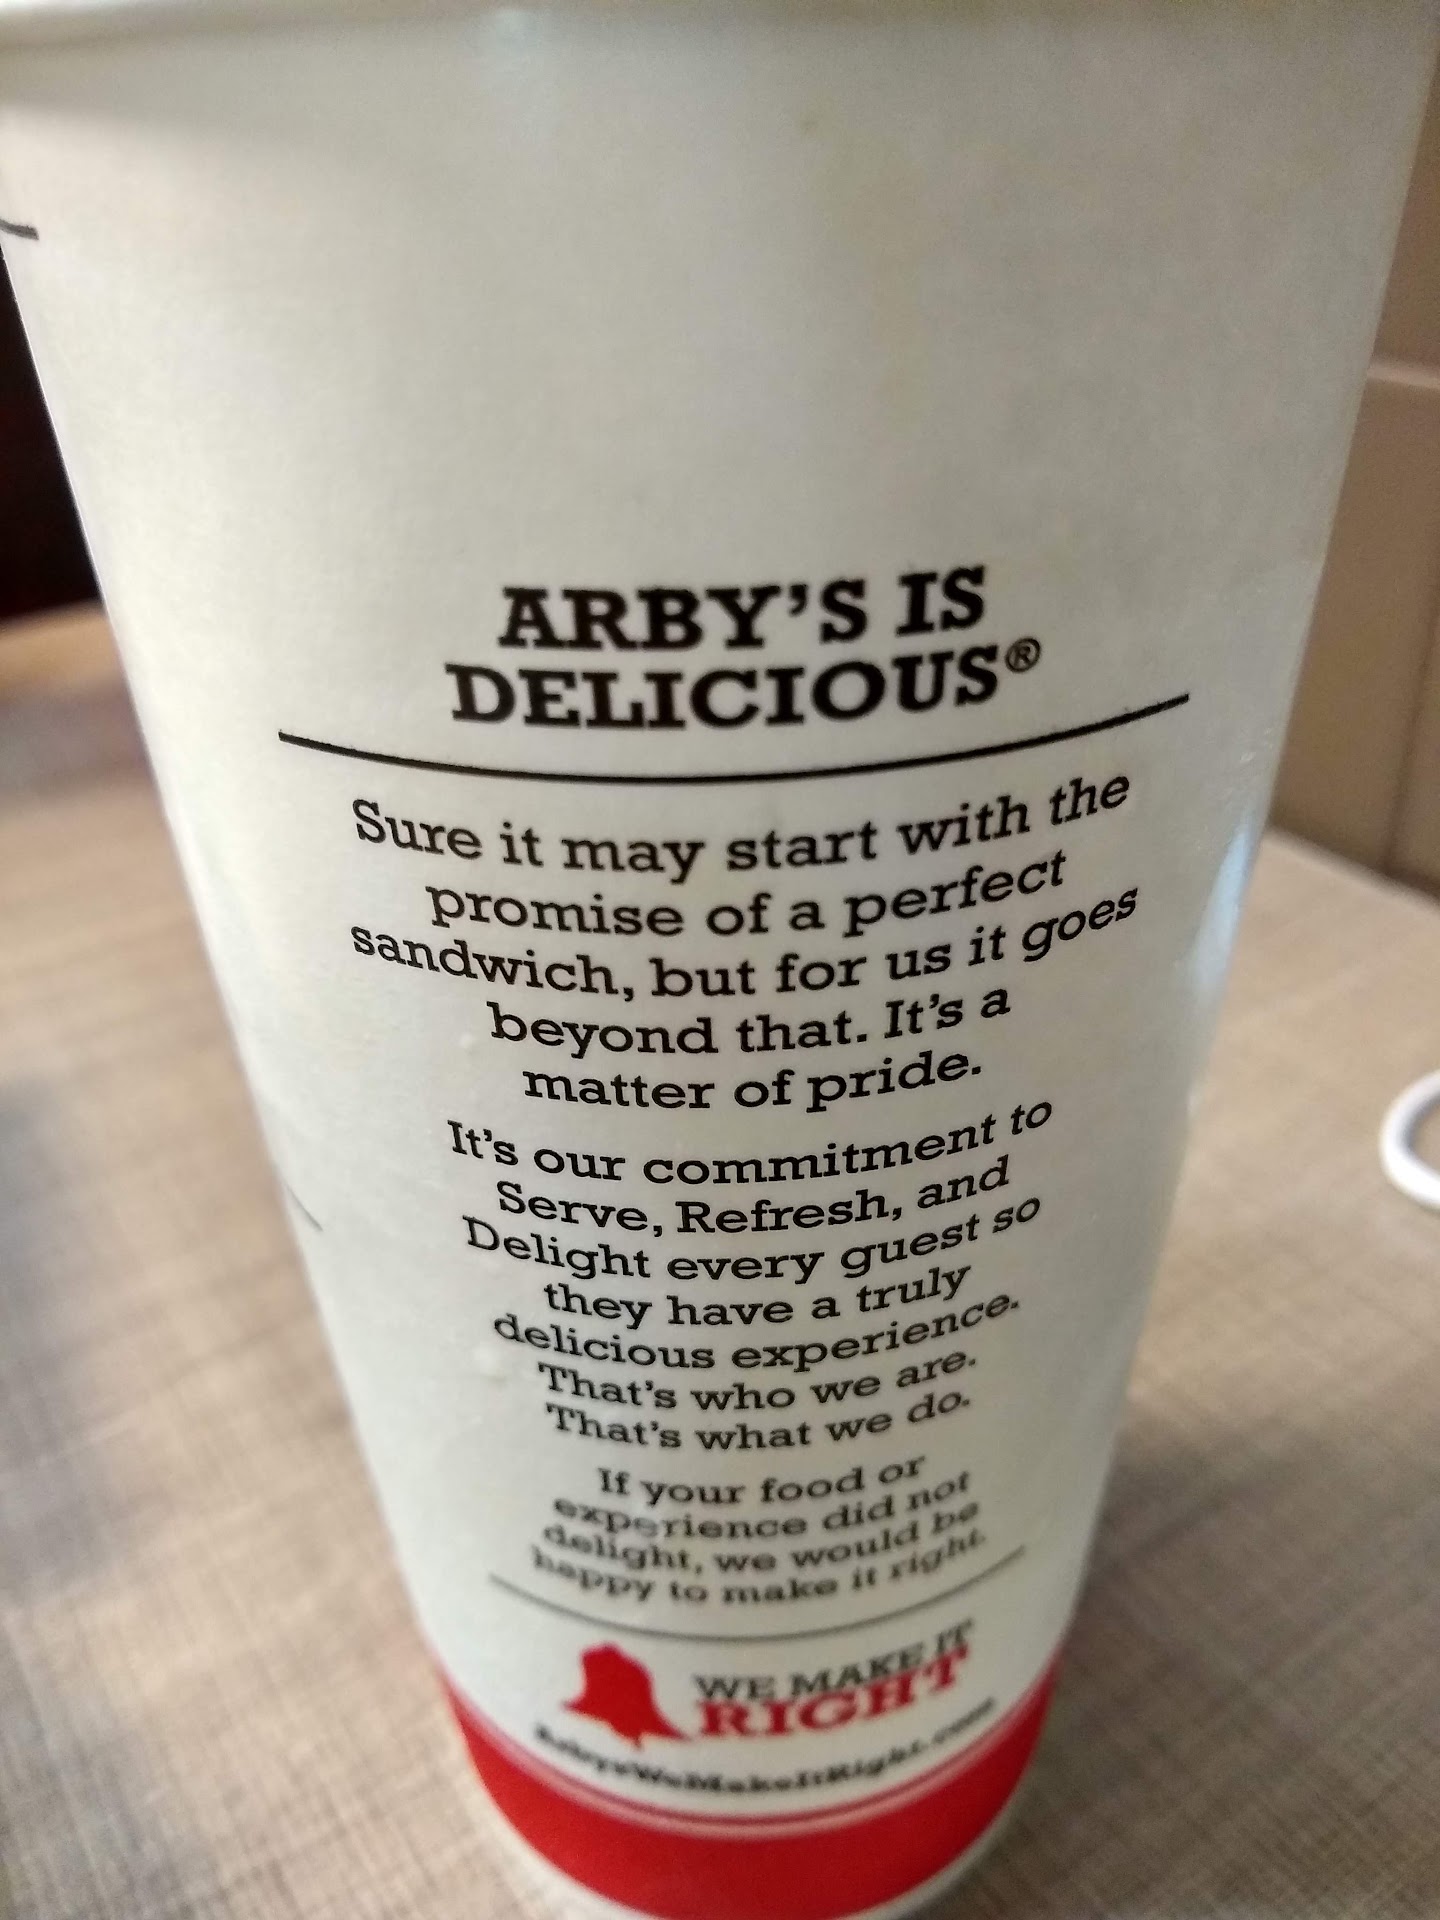 ARBY'S IS
DELICIOUS®
Sure it may start with the
promise of a perfect
sandwich, but for us it goes
beyond that. It's a
matter of pride.
It's our commitment to
Serve, Refresh, and
Delight every guest so
they have a truly
delicious experience.
That's who we are.
That's what we do.
If your food or
experience did not
delight, we would be
happy to make it right.
WE MAKE IT
RIGHT
ArbysWeMakeItRight.com